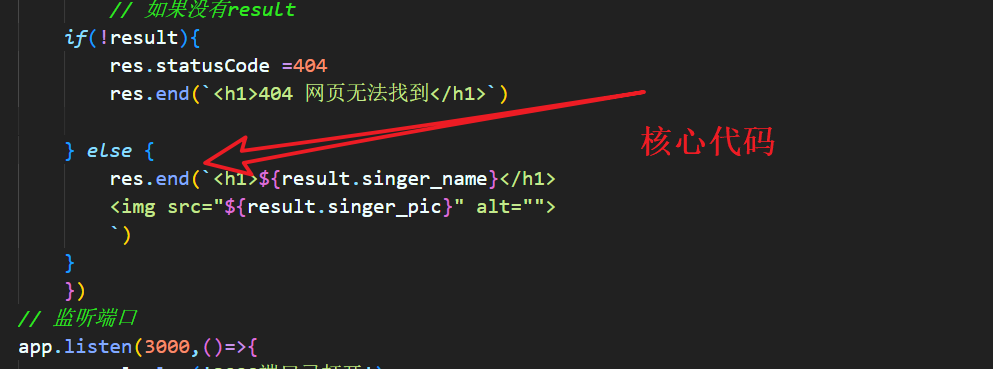 // 如果没有result
if(!result){
res.statusCode =404
res.end(`<h1>404 网页无法找到</h1>`)
核心代码
} else {
res.end(`<h1>${result.singer_name}</h1>
<img src="${result.singer_pic}" alt="">
`)
}
})
// 监听端口
app.listen(3000,()=>{